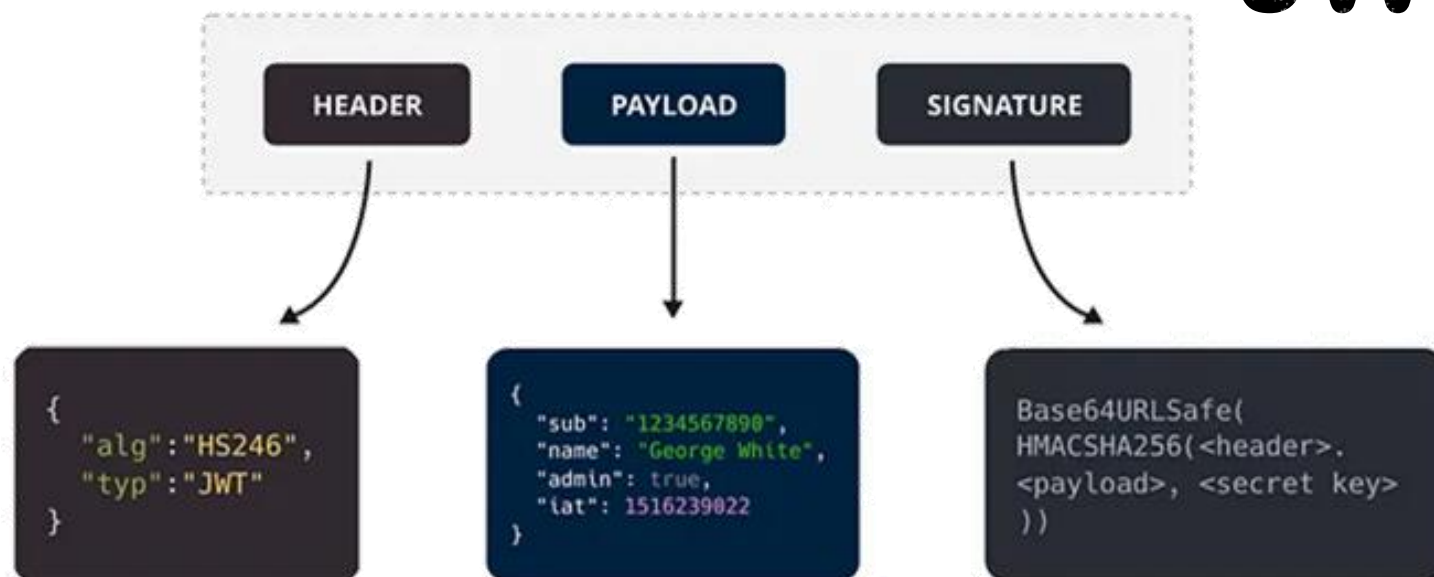 HEADER
PAYLOAD
SIGNATURE
{
"alg":"HS246",
"typ":"JWT"
}
{
"sub": "1234567890",
"name": "George White",
"admin": true,
"iat": 1516239022
}
Base64URLSafe(
HMACSHA256(<header>.
<payload>, <secret key>
))